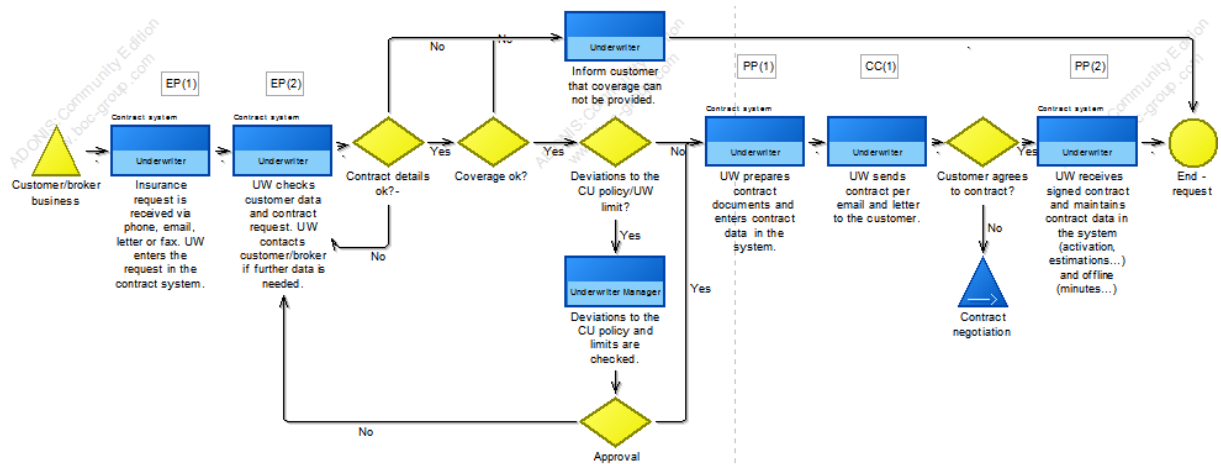 ADONIS:Community Edition
www.boc-group.com
No
No
Underwriter
Inform customer
that coverage can
not be provided.
EP(1)
EP(2)
PP(1)
CC(1)
PP(2)
Contract system
Underwriter
Contract system
Underwriter
Contract system
Underwriter
Underwriter
Contract system
Underwriter
Customer/broker
business
Insurance
request is
received via
phone, email,
letter or fax. UW
enters the
request in the
contract system.
UW checks
customer data
and contract
request. UW
contacts
customer/broker
if further data is
needed.
Contract details
ok?-
Yes
No
Coverage ok?
Yes
Deviations to the
CU policy/UW
limit?
No
Yes
UW prepares
contract
documents and
enters contract
data in the
system.
UW sends
contract per
email and letter
to the customer.
Customer agrees
to contract?
Yes
No
Contract
negotiation
UW receives
signed contract
and maintains
contract data in
the system
(activation,
estimations...)
and offline
(minutes...)
End -
request
Underwriter Manager
Deviations to the
CU policy and
limits are
checked.
Yes
No
Approval